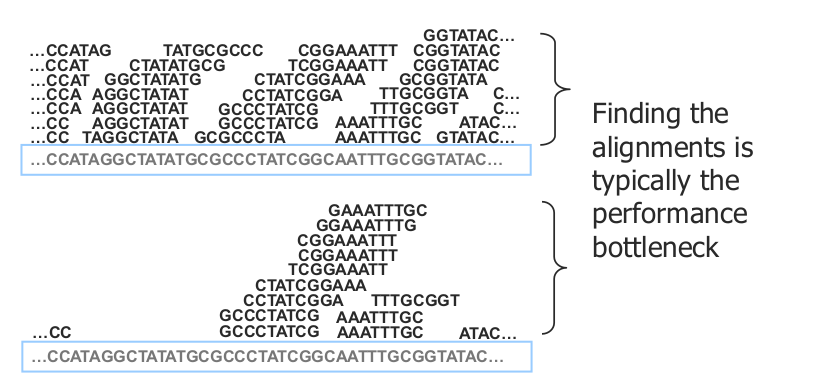 GGTATAC…
…CCATAG TATGCGCCC CGGAAATTT CGGTATAC
…CCAT CTATATGCG TCGGAAATT CGGTATAC
…CCAT GGCTATATG CTATCGGAAA GCGGTATA
…CCA AGGCTATAT CCTATCGGA TTGCGGTA C…
…CCA AGGCTATAT GCCCTATCG TTTGCGGT C…
…CC AGGCTATAT GCCCTATCG AAATTTGC ATAC…
…CC TAGGCTATA GCGCCCTA AAATTTGC GTATAC…
…CCATAGGCTATATGCGCCCTATCGGCAATTTGCGGTATAC…
Finding the
alignments is
typically the
performance
bottleneck
GAAATTTGC
GGAAATTTG
CGGAAATTT
CGGAAATTT
TCGGAAATT
CTATCGGAAA
CCTATCGGA TTTGCGGT
GCCCTATCG AAATTTGC
…CC GCCCTATCG AAATTTGC ATAC…
…CCATAGGCTATATGCGCCCTATCGGCAATTTGCGGTATAC…